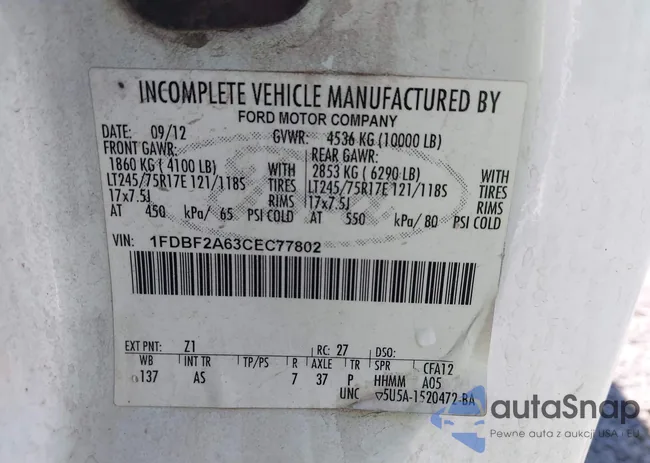 INCOMPLETE VEHICLE MANUFACTURED BY
FORD MOTOR COMPANY
DATE: 09/12 GVWR: 4536 KG (10000 LB)
FRONT GAWR: REAR GAWR:
1860 KG (4100 LB) WITH 2853 KG (6290 LB) WITH
LT245/75R17E 121/118S TIRES LT245/75R17E 121/118S TIRES
17x7.5J RIMS 17x7.5J RIMS
AT 450 kPa/ 65 PSI COLD AT 550 kPa/ 80 PSI COLD
VIN: 1FDBF2A63CEC77802
EXT PNT: Z1 RC: 27 DSO:
WB INT TR TP/PS R AXLE TR SPR CFA12
137 AS 7 37 P HHMM A05
UNC ▽5U5A-1520472-BA
autoSnap
Pewne auta z aukcji USA i EU